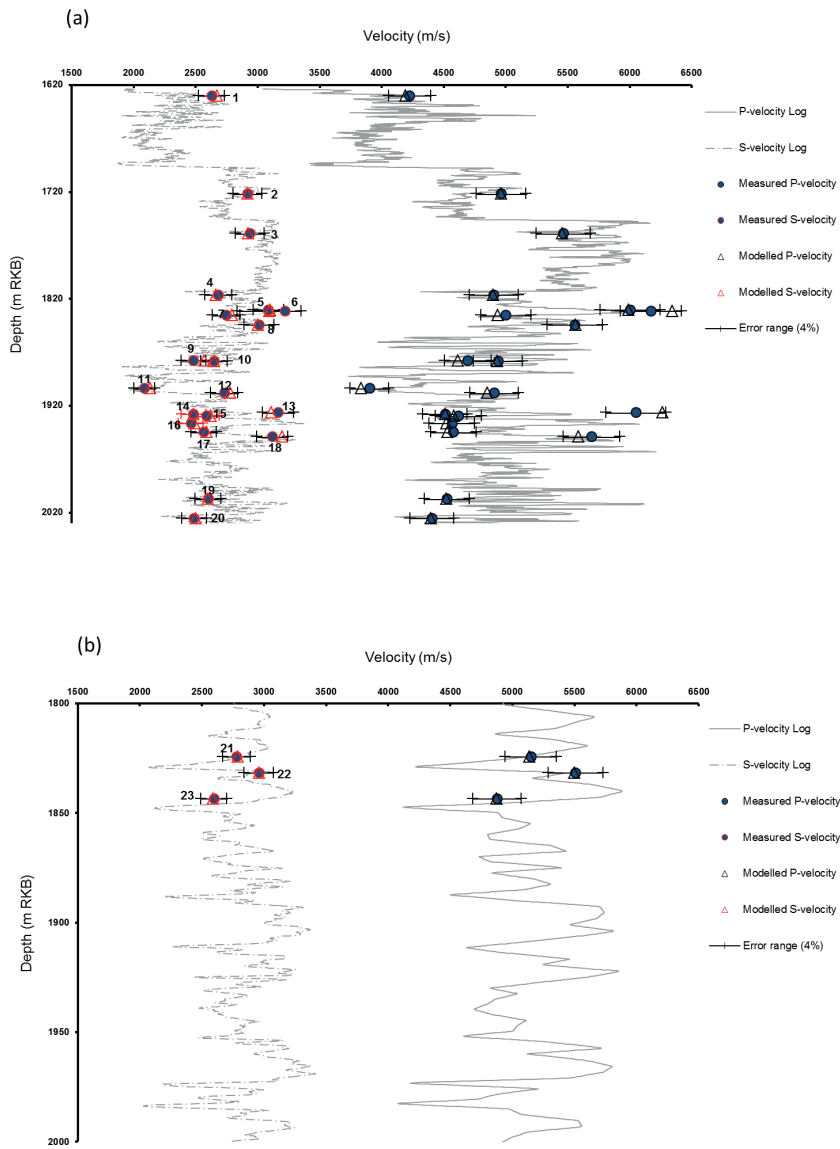 (a)
Velocity (m/s)
1500 2000 2500 3000 3500 4000 4500 5000 5500 6000 6500
1620
1720
1820
1920
2020
Depth (m RKB)
1
2
3
4
5
6
7
8
9
10
11
12
13
14
15
16
17
18
19
20
P-velocity Log
S-velocity Log
Measured P-velocity
Measured S-velocity
Modelled P-velocity
Modelled S-velocity
Error range (4%)
(b)
Velocity (m/s)
1500 2000 2500 3000 3500 4000 4500 5000 5500 6000 6500
1800
1850
1900
1950
2000
Depth (m RKB)
21
22
23
P-velocity Log
S-velocity Log
Measured P-velocity
Measured S-velocity
Modelled P-velocity
Modelled S-velocity
Error range (4%)